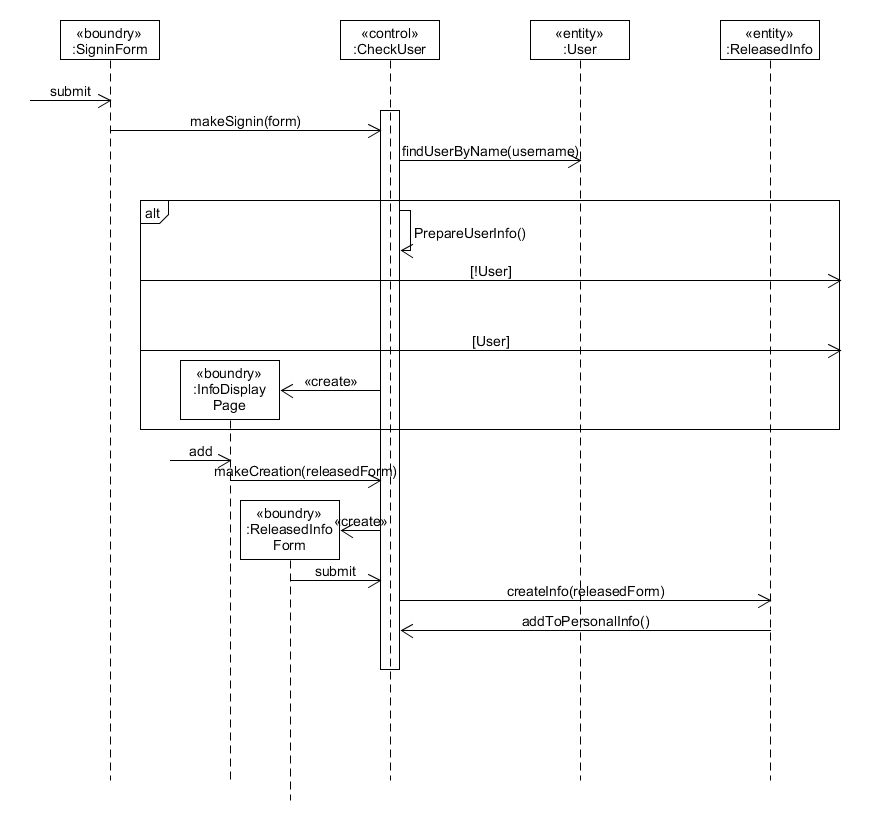 «boundry»
:SigninForm
«control»
:CheckUser
«entity»
:User
«entity»
:ReleasedInfo
submit
makeSignin(form)
findUserByName(username)
alt
PrepareUserInfo()
[!User]
[User]
«boundry»
:InfoDisplay
Page
«create»
add
makeCreation(releasedForm)
«boundry»
:ReleasedInfo
Form
«create»
submit
createInfo(releasedForm)
addToPersonalInfo()